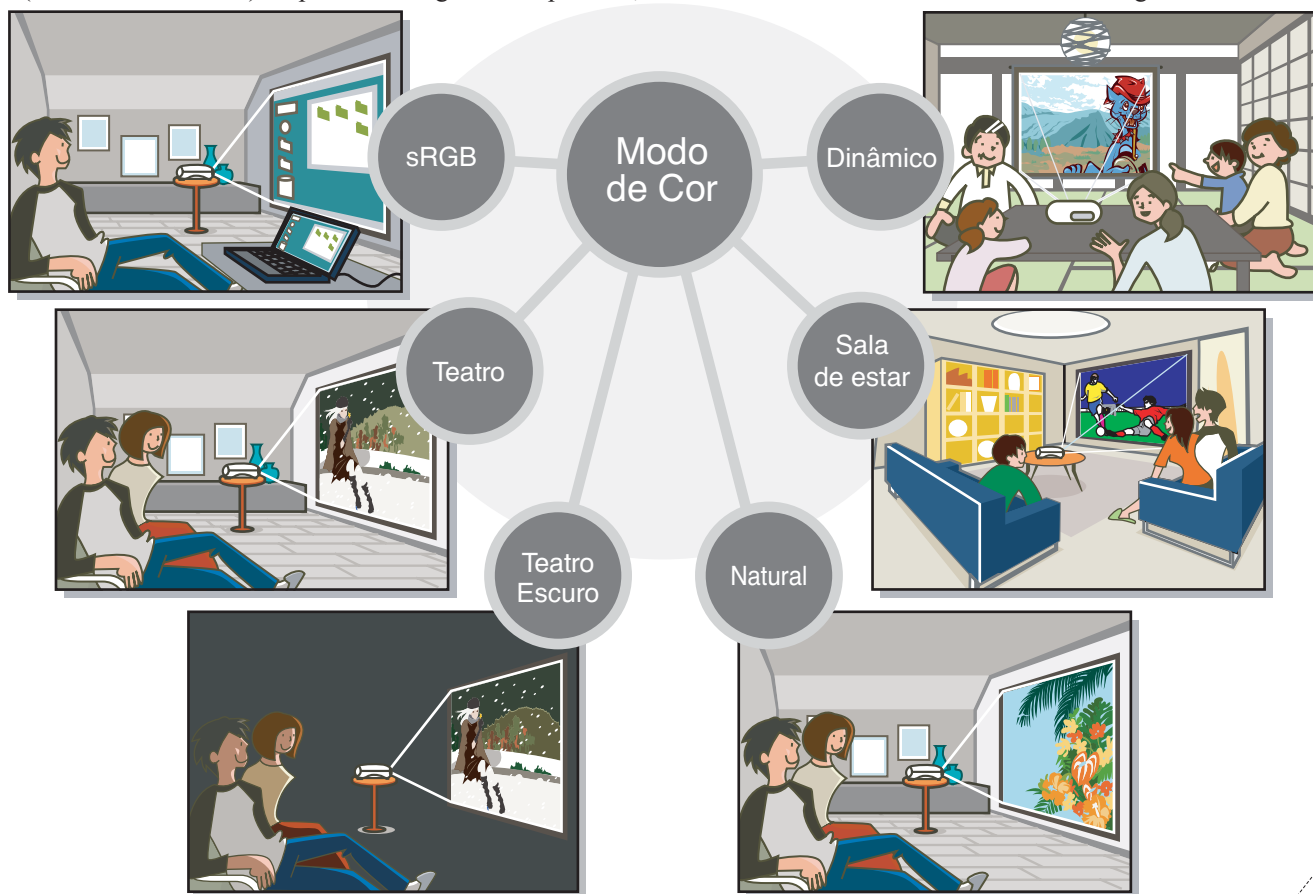 sRGB
Modo
de Cor
Dinâmico
Teatro
Sala
de estar
Teatro
Escuro
Natural